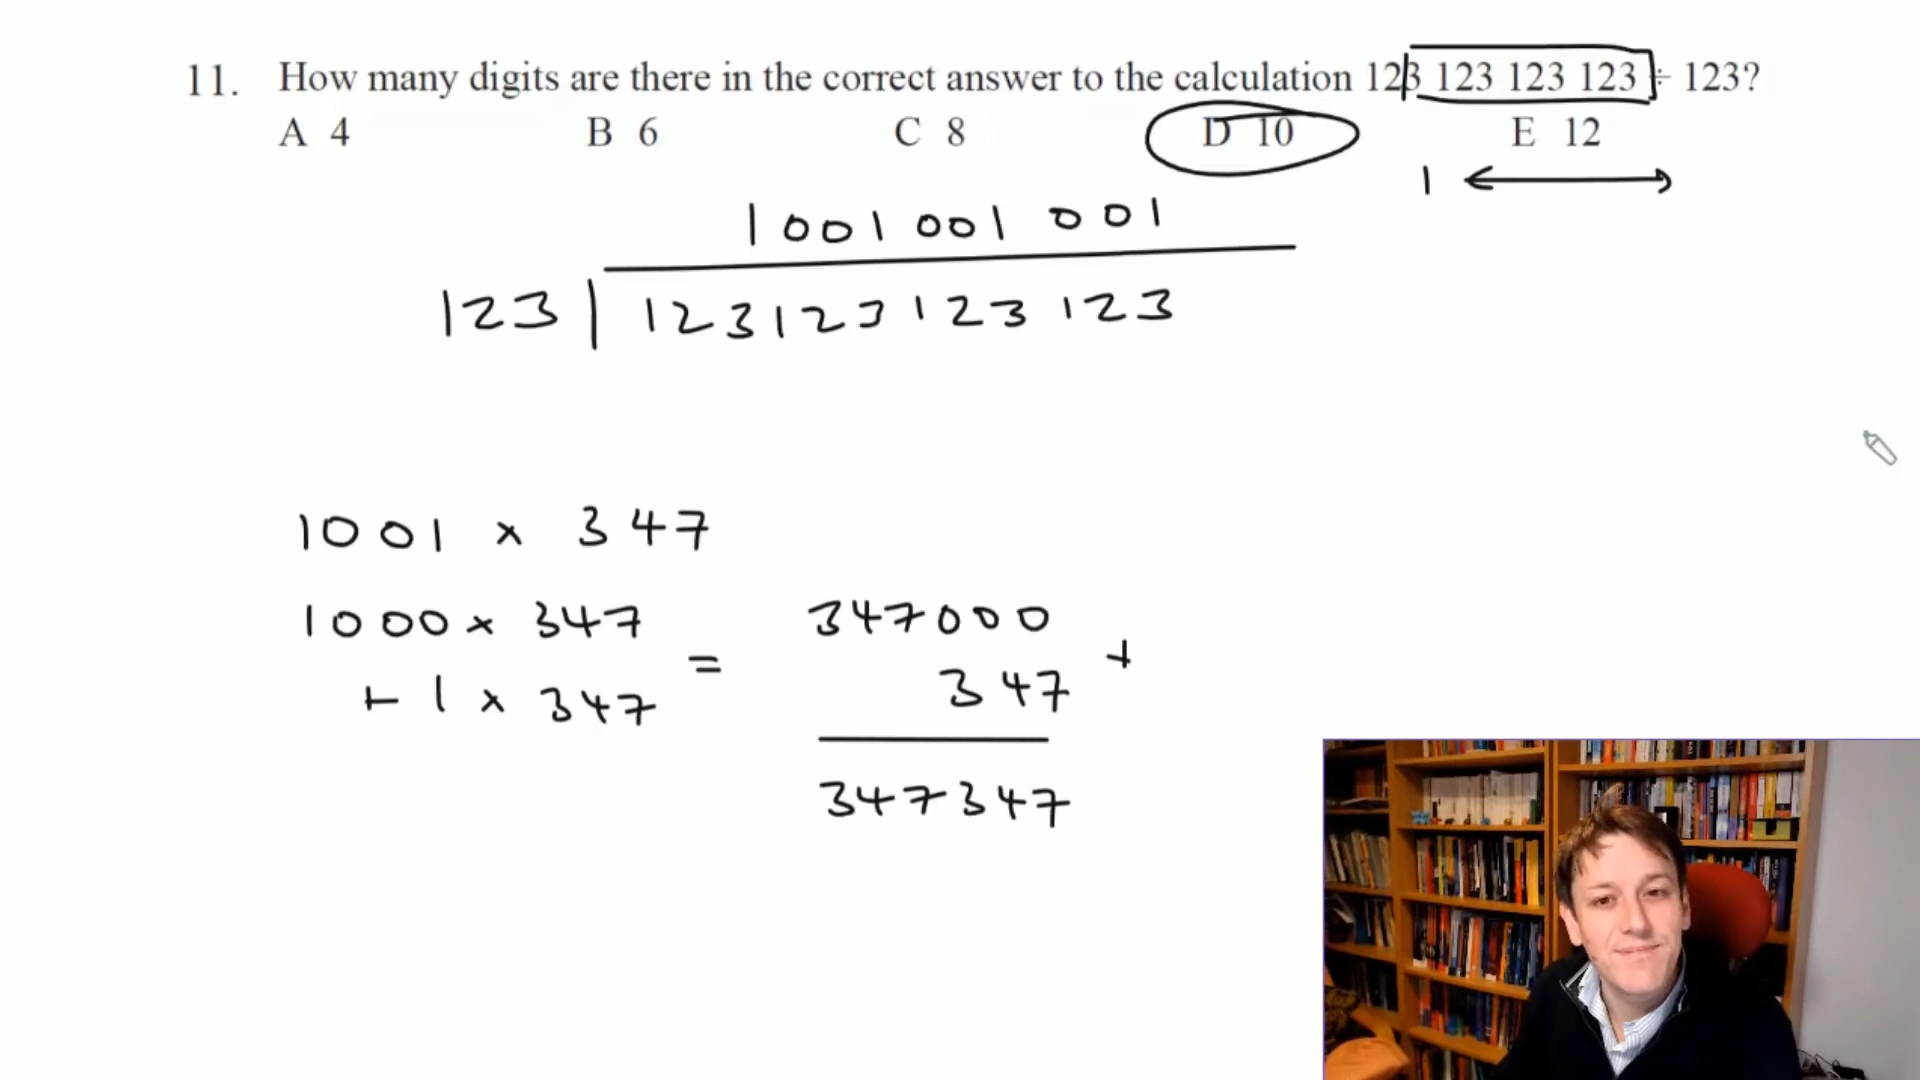 11. How many digits are there in the correct answer to the calculation 123 123 123 123 ÷ 123?
A 4 B 6 C 8 D 10 E 12
1
1001001001
123 123123123123
1001 x 347
1000 x 347 = 347000 +
+ 1 x 347 347
347347